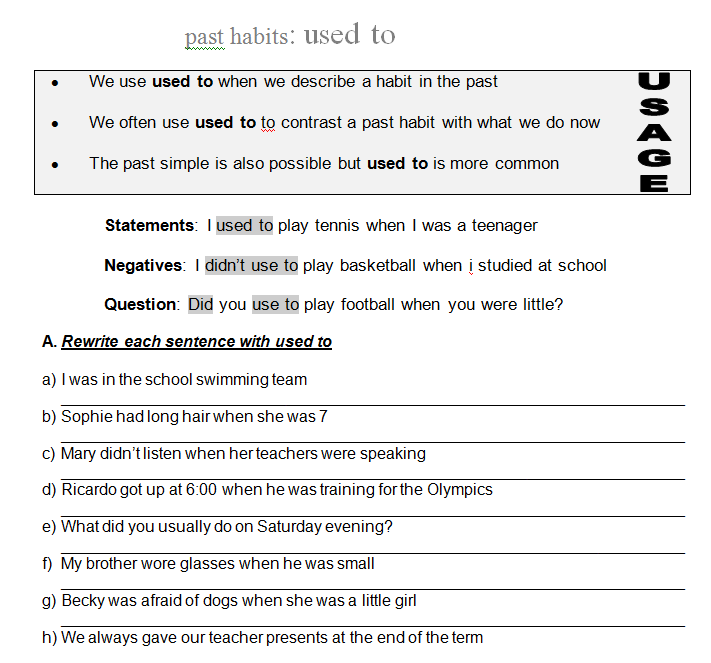 past habits: used to
• We use used to when we describe a habit in the past
• We often use used to to contrast a past habit with what we do now
• The past simple is also possible but used to is more common
USAGE
Statements: I used to play tennis when I was a teenager
Negatives: I didn’t use to play basketball when i studied at school
Question: Did you use to play football when you were little?
A. Rewrite each sentence with used to
a) I was in the school swimming team
b) Sophie had long hair when she was 7
c) Mary didn’t listen when her teachers were speaking
d) Ricardo got up at 6:00 when he was training for the Olympics
e) What did you usually do on Saturday evening?
f) My brother wore glasses when he was small
g) Becky was afraid of dogs when she was a little girl
h) We always gave our teacher presents at the end of the term